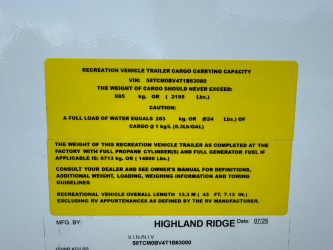 RECREATION VEHICLE TRAILER CARGO CARRYING CAPACITY
VIN: 58TCM0BV4T1B63080
THE WEIGHT OF CARGO SHOULD NEVER EXCEED:
995 kg. OR ( 2195 Lbs.)
CAUTION:
A FULL LOAD OF WATER EQUALS 283 kg. OR 624 Lbs.) OF
CARGO @ 1 kg/L (8.3Lb/GAL)
THE WEIGHT OF THIS RECREATION VEHICLE TRAILER AS COMPLETED AT THE
FACTORY WITH FULL PROPANE CYLINDER(S) AND FULL GENERATOR FUEL IF
APPLICABLE IS: 6713 kg. OR ( 14800 Lbs.)
CONSULT YOUR DEALER AND SEE OWNER'S MANUAL FOR DEFINITIONS,
ADDITIONAL WEIGHT, LOADING, WEIGHING INFORMATION AND TOWING
GUIDELINES
RECREATIONAL VEHICLE OVERALL LENGTH 13.3 M ( 43 FT. 7.13 IN.)
EXCLUDING RV APPURTENANCES AS DEFINED BY THE RV MANUFACTURER.
MFG. BY: HIGHLAND RIDGE Date 07/25
V I N /N I V
58TCM0BV4T1B63080